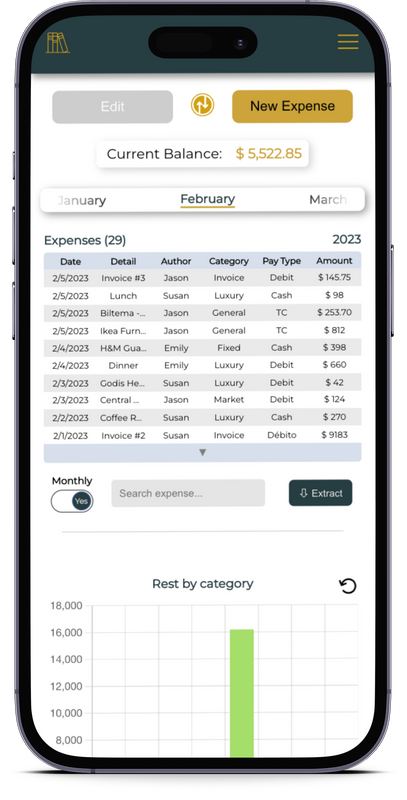 Edit
New Expense
Current Balance: $ 5,522.85
January February March
Expenses (29) 2023
Date Detail Author Category Pay Type Amount
2/5/2023 Invoice #3 Jason Invoice Debit $ 145.75
2/5/2023 Lunch Susan Luxury Cash $ 98
2/5/2023 Biltema -... Jason General TC $ 253.70
2/5/2023 Ikea Furn... Jason General TC $ 812
2/4/2023 H&M Gua... Emily Fixed Cash $ 398
2/4/2023 Dinner Emily Luxury Debit $ 660
2/3/2023 Godis He... Susan Luxury Debit $ 42
2/3/2023 Central ... Jason Market Debit $ 124
2/2/2023 Coffee R... Susan Luxury Cash $ 270
2/1/2023 Invoice #2 Susan Invoice Débito $ 9183
▼
Monthly
Yes
Search expense...
Extract
Rest by category
18,000
16,000
14,000
12,000
10,000
8,000